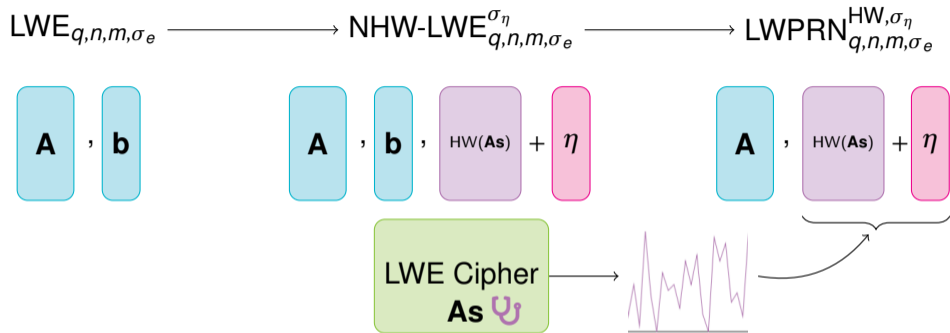 LWE_{q,n,m,σ_e} NHW-LWE^{σ_η}_{q,n,m,σ_e} LWPRN^{HW,σ_η}_{q,n,m,σ_e}
A , b A , b , HW(As) + η A , HW(As) + η
LWE Cipher
As